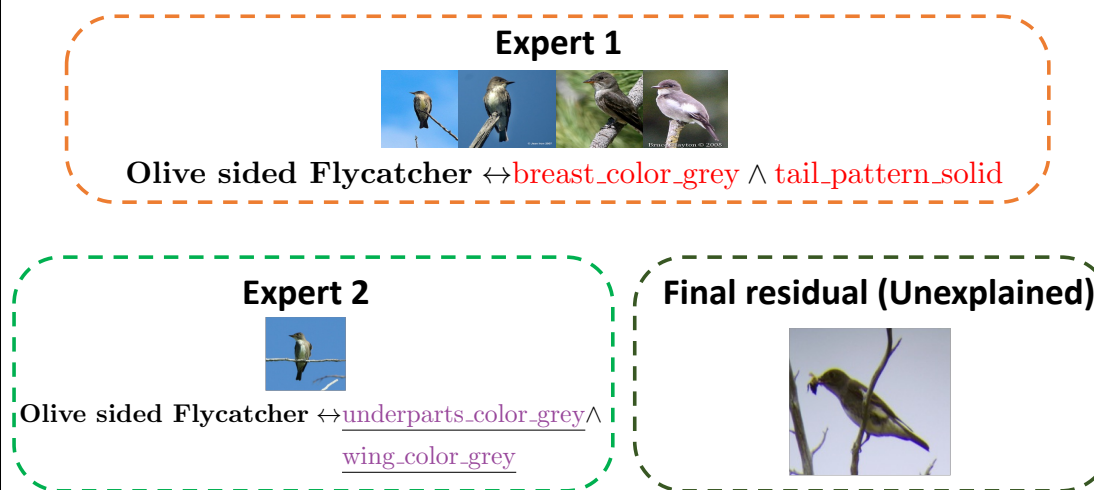 Expert 1
Olive sided Flycatcher ↔breast_color_grey ∧ tail_pattern_solid
Expert 2
Olive sided Flycatcher ↔underparts_color_grey∧
wing_color_grey
Final residual (Unexplained)